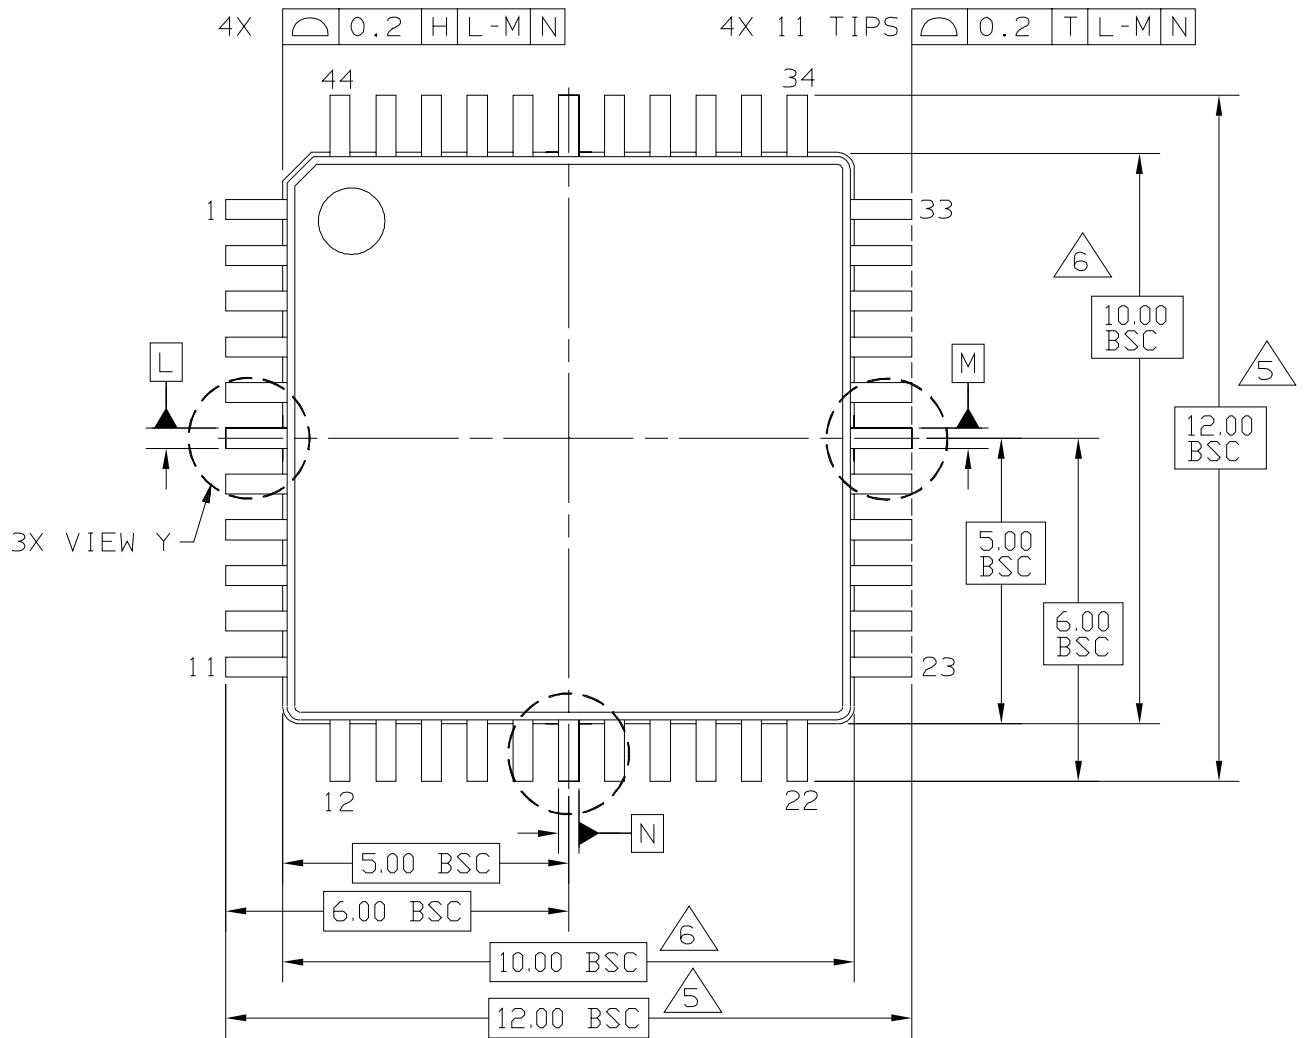 4X 0.2 H L-M N
4X 11 TIPS 0.2 T L-M N
44
34
1
33
6
10.00
BSC
5
L
M
12.00
BSC
3X VIEW Y
5.00
BSC
6.00
BSC
11
23
12
22
N
5.00 BSC
6.00 BSC
6
10.00 BSC
5
12.00 BSC